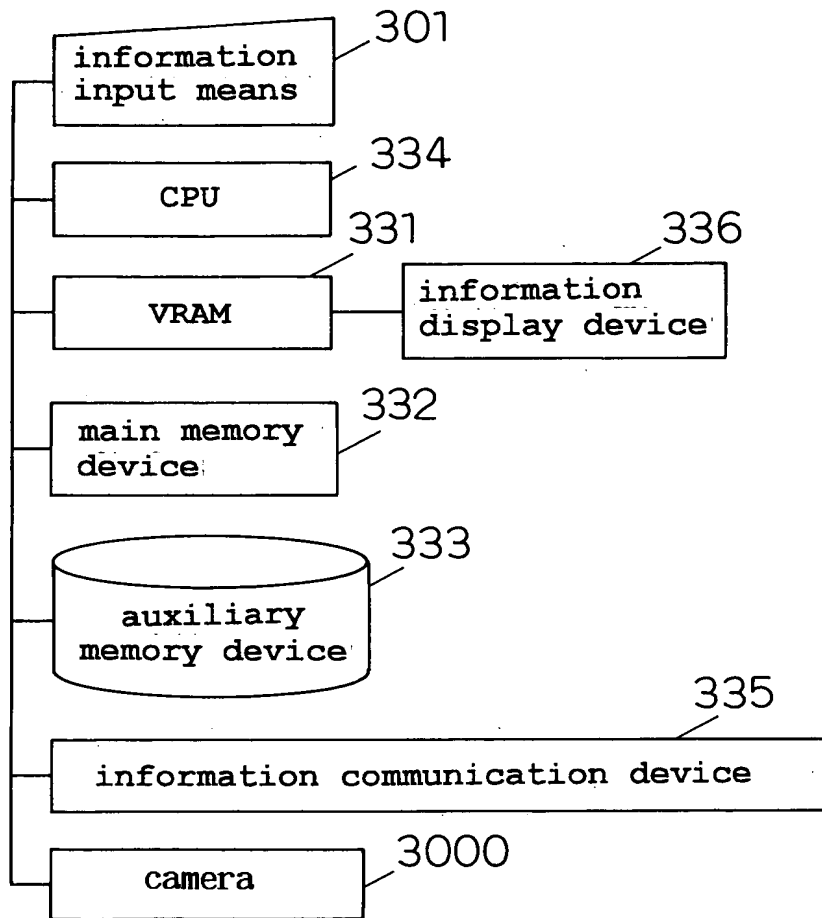 301
information
input means
334
CPU
331
VRAM
336
information
display device
332
main memory
device
333
auxiliary
memory device
335
information communication device
3000
camera